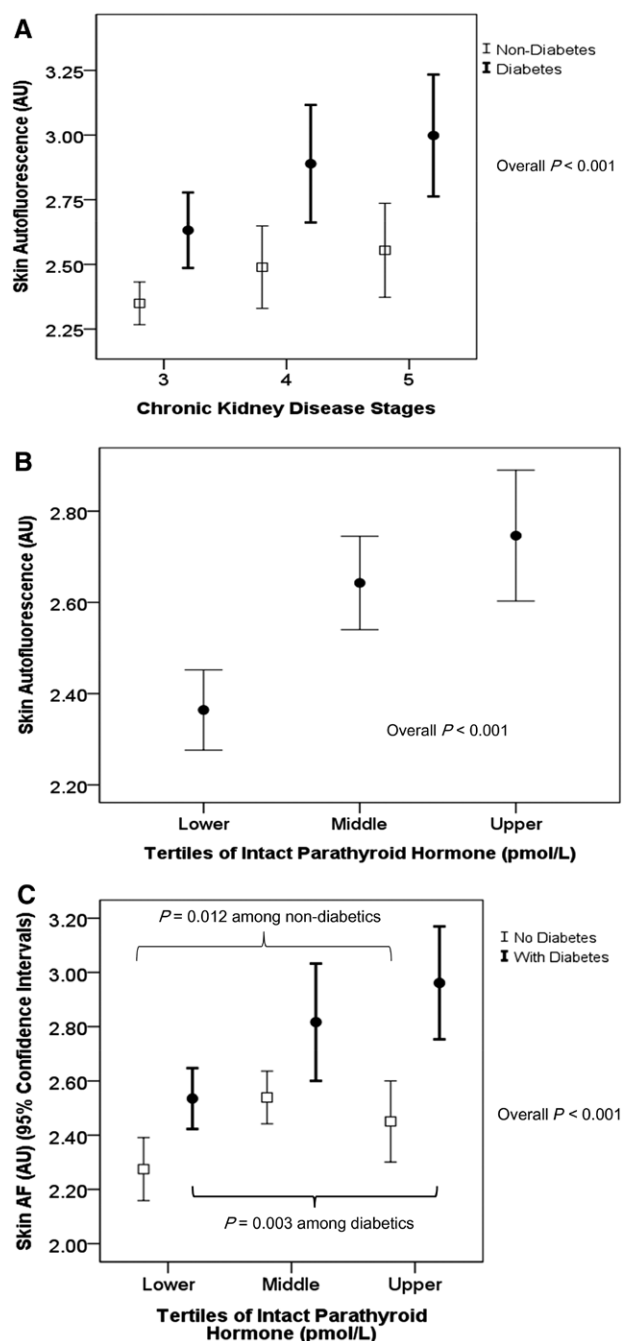 A
Skin Autofluorescence (AU)
3.25
3.00
2.75
2.50
2.25
Non-Diabetes
Diabetes
Overall P < 0.001
3 4 5
Chronic Kidney Disease Stages
B
Skin Autofluorescence (AU)
2.80
2.60
2.40
2.20
Overall P < 0.001
Lower Middle Upper
Tertiles of Intact Parathyroid Hormone (pmol/L)
C
Skin AF (AU) (95% Confidence Intervals)
3.20
3.00
2.80
2.60
2.40
2.20
2.00
P = 0.012 among non-diabetics
No Diabetes
With Diabetes
Overall P < 0.001
P = 0.003 among diabetics
Lower Middle Upper
Tertiles of Intact Parathyroid
Hormone (pmol/L)